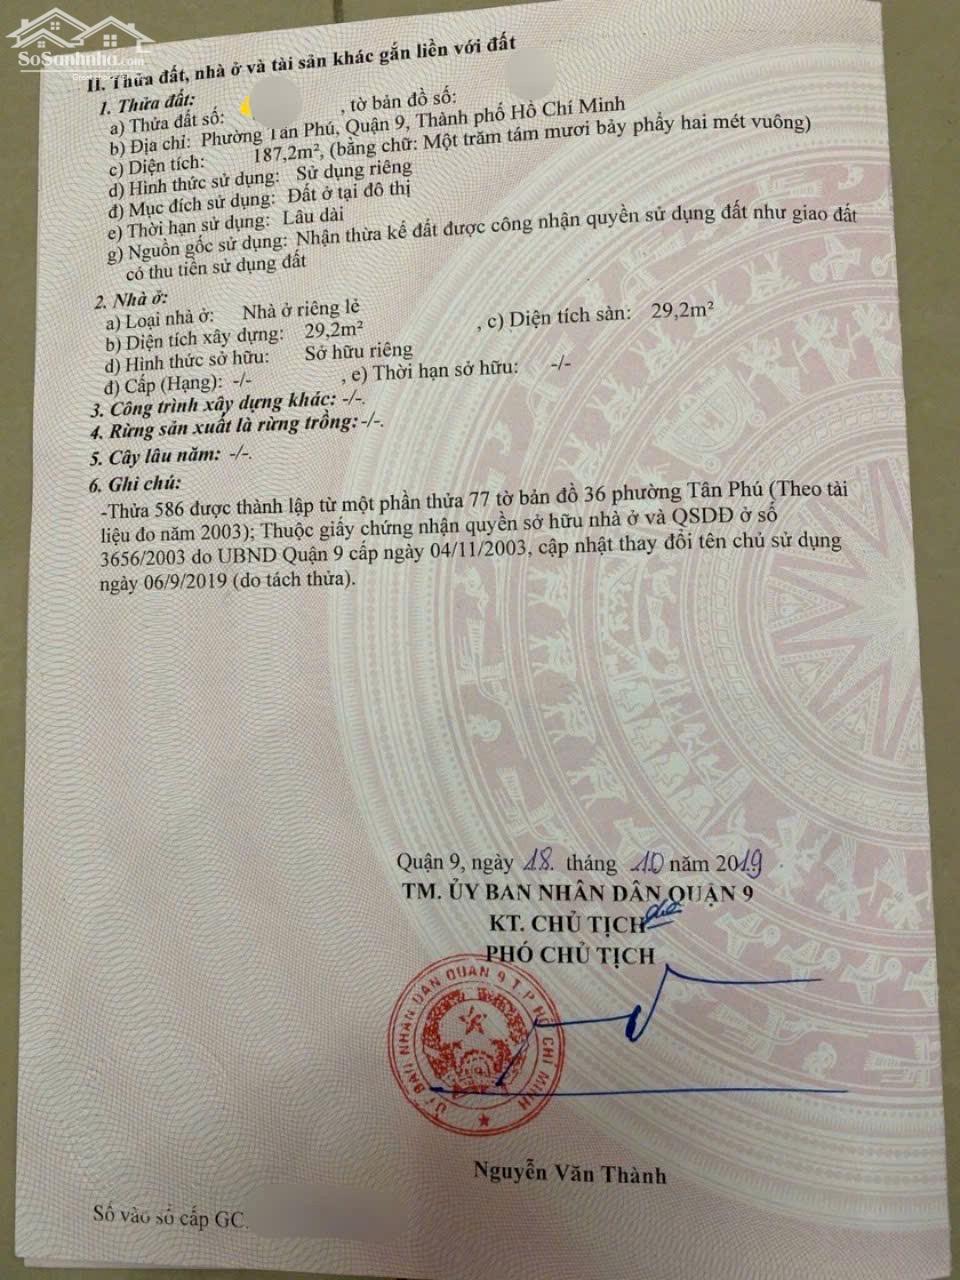 SoSanhnha.com
II. Thửa đất, nhà ở và tài sản khác gắn liền với đất
1. Thửa đất:
a) Thửa đất số: , tờ bản đồ số:
b) Địa chỉ: Phường Tân Phú, Quận 9, Thành phố Hồ Chí Minh
c) Diện tích: 187,2m², (bằng chữ: Một trăm tám mươi bảy phẩy hai mét vuông)
d) Hình thức sử dụng: Sử dụng riêng
đ) Mục đích sử dụng: Đất ở tại đô thị
e) Thời hạn sử dụng: Lâu dài
g) Nguồn gốc sử dụng: Nhận thừa kế đất được công nhận quyền sử dụng đất như giao đất
có thu tiền sử dụng đất
2. Nhà ở:
a) Loại nhà ở: Nhà ở riêng lẻ
b) Diện tích xây dựng: 29,2m² , c) Diện tích sàn: 29,2m²
d) Hình thức sở hữu: Sở hữu riêng
đ) Cấp (Hạng): -/- , e) Thời hạn sở hữu: -/-
3. Công trình xây dựng khác: -/-.
4. Rừng sản xuất là rừng trồng: -/-.
5. Cây lâu năm: -/-.
6. Ghi chú:
-Thửa 586 được thành lập từ một phần thửa 77 tờ bản đồ 36 phường Tân Phú (Theo tài
liệu đo năm 2003); Thuộc giấy chứng nhận quyền sở hữu nhà ở và QSDĐ ở số
3656/2003 do UBND Quận 9 cấp ngày 04/11/2003, cập nhật thay đổi tên chủ sử dụng
ngày 06/9/2019 (do tách thửa).
Quận 9, ngày 18. tháng 10 năm 2019
TM. ỦY BAN NHÂN DÂN QUẬN 9
KT. CHỦ TỊCH
PHÓ CHỦ TỊCH
ỦY BAN NHÂN DÂN QUẬN 9 T.P HỒ CHÍ MINH
Nguyễn Văn Thành
Số vào sổ cấp GC.